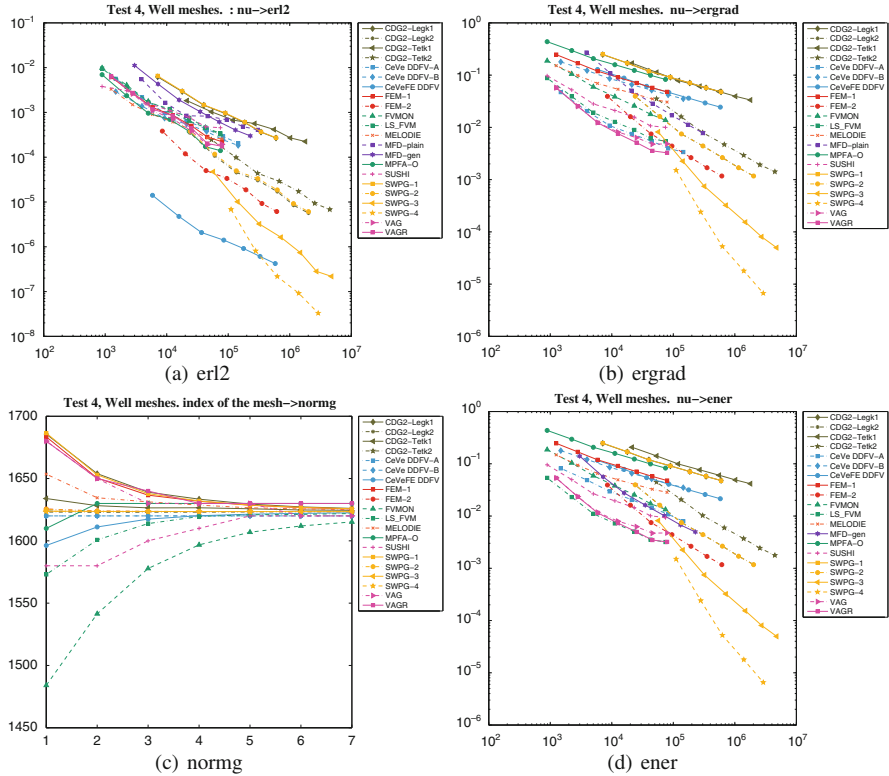 Test 4, Well meshes. : nu->erl2
10^-1
10^-2
10^-3
10^-4
10^-5
10^-6
10^-7
10^-8
10^2
10^3
10^4
10^5
10^6
10^7
CDG2-Legk1
CDG2-Legk2
CDG2-Tetk1
CDG2-Tetk2
CeVe DDFV-A
CeVe DDFV-B
CeVeFE DDFV
FEM-1
FEM-2
FVMON
LS_FVM
MELODIE
MFD-plain
MFD-gen
MPFA-O
SUSHI
SWPG-1
SWPG-2
SWPG-3
SWPG-4
VAG
VAGR
(a) erl2
Test 4, Well meshes. nu->ergrad
10^0
10^-1
10^-2
10^-3
10^-4
10^-5
10^-6
10^2
10^3
10^4
10^5
10^6
10^7
CDG2-Legk1
CDG2-Legk2
CDG2-Tetk1
CDG2-Tetk2
CeVe DDFV-A
CeVe DDFV-B
CeVeFE DDFV
FEM-1
FEM-2
FVMON
LS_FVM
MELODIE
MFD-plain
MPFA-O
SUSHI
SWPG-1
SWPG-2
SWPG-3
SWPG-4
VAG
VAGR
(b) ergrad
Test 4, Well meshes. index of the mesh->normg
1700
1650
1600
1550
1500
1450
1
2
3
4
5
6
7
CDG2-Legk1
CDG2-Legk2
CDG2-Tetk1
CDG2-Tetk2
CeVe DDFV-A
CeVe DDFV-B
CeVeFE DDFV
FEM-1
FEM-2
FVMON
LS_FVM
MELODIE
MPFA-O
SUSHI
SWPG-1
SWPG-2
SWPG-3
SWPG-4
VAG
VAGR
(c) normg
Test 4, Well meshes. nu->ener
10^0
10^-1
10^-2
10^-3
10^-4
10^-5
10^-6
10^2
10^3
10^4
10^5
10^6
10^7
CDG2-Legk1
CDG2-Legk2
CDG2-Tetk1
CDG2-Tetk2
CeVe DDFV-A
CeVe DDFV-B
CeVeFE DDFV
FEM-1
FEM-2
FVMON
LS_FVM
MELODIE
MFD-gen
MPFA-O
SUSHI
SWPG-1
SWPG-2
SWPG-3
SWPG-4
VAG
VAGR
(d) ener